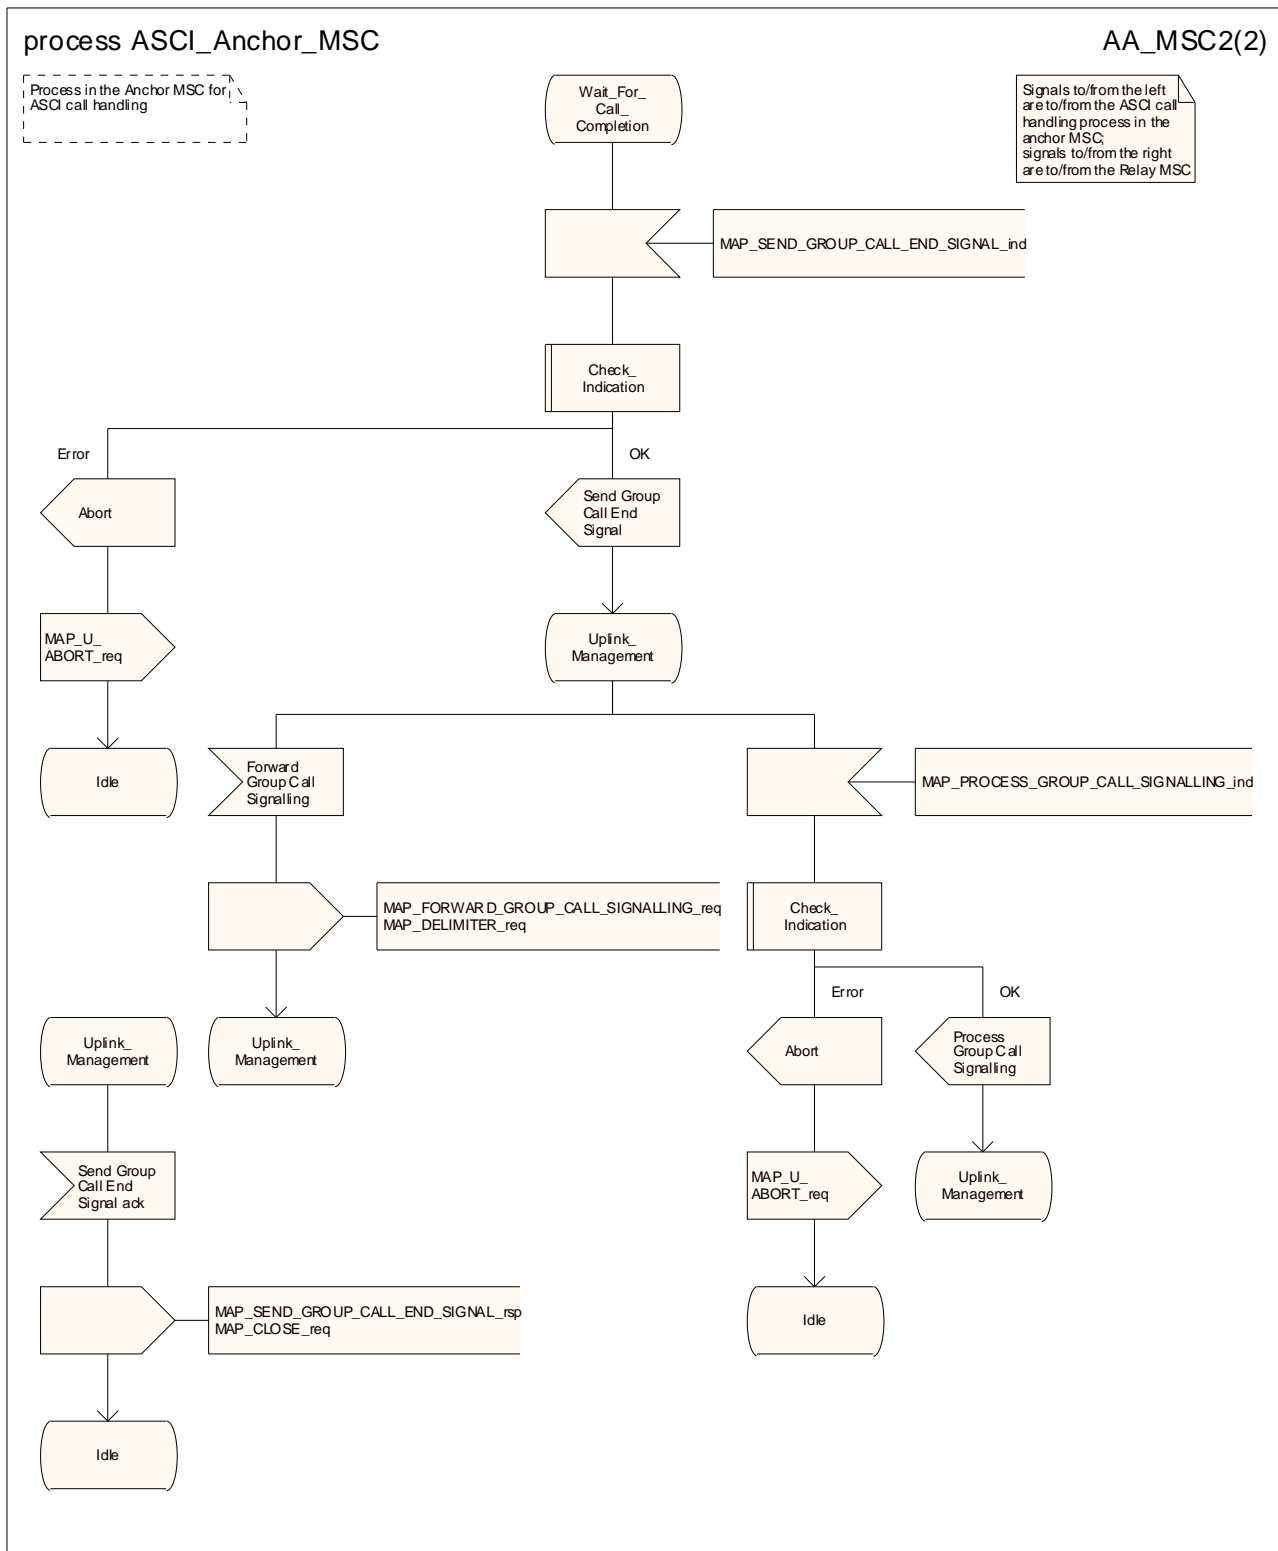 process ASCI_Anchor_MSC
AA_MSC2(2)
Process in the Anchor MSC for
ASCI call handling
Wait_For_
Call_
Completion
Signals to/from the left
are to/from the ASCI call
handling process in the
anchor MSC;
signals to/from the right
are to/from the Relay MSC
MAP_SEND_GROUP_CALL_END_SIGNAL_ind
Check_
Indication
Error
OK
Abort
Send Group
Call End
Signal
MAP_U_
ABORT_req
Uplink_
Management
Idle
Forward
Group Call
Signalling
MAP_PROCESS_GROUP_CALL_SIGNALLING_ind
MAP_FORWARD_GROUP_CALL_SIGNALLING_req
MAP_DELIMITER_req
Check_
Indication
Error
OK
Uplink_
Management
Uplink_
Management
Abort
Process
Group Call
Signalling
Send Group
Call End
Signal ack
MAP_U_
ABORT_req
Uplink_
Management
MAP_SEND_GROUP_CALL_END_SIGNAL_rsp
MAP_CLOSE_req
Idle
Idle